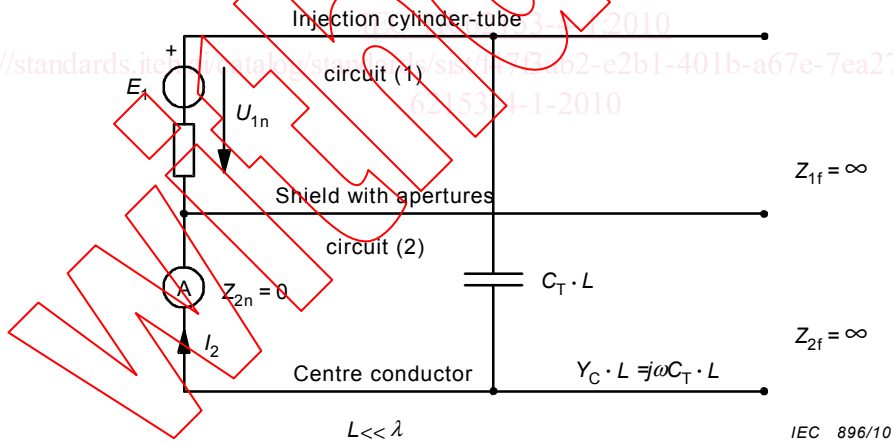 Injection cylinder-tube
+
circuit (1)
E1
U1n
Z1f = ∞
Shield with apertures
circuit (2)
A
Z2n = 0
CT · L
I2
Z2f = ∞
Centre conductor
YC · L =jωCT · L
L<< λ
IEC 896/10